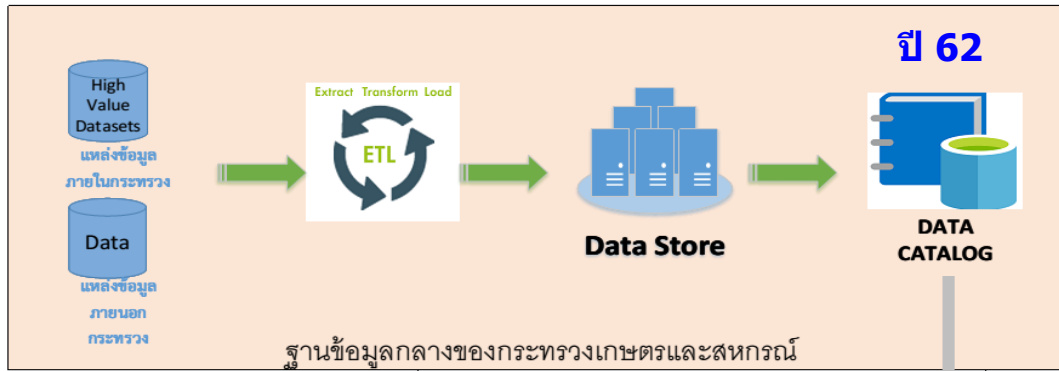 ปี 62
High
Value
Datasets
แหล่งข้อมูล
ภายในกระทรวง
Data
แหล่งข้อมูล
ภายนอก
กระทรวง
Extract Transform Load
ETL
Data Store
DATA
CATALOG
ฐานข้อมูลกลางของกระทรวงเกษตรและสหกรณ์